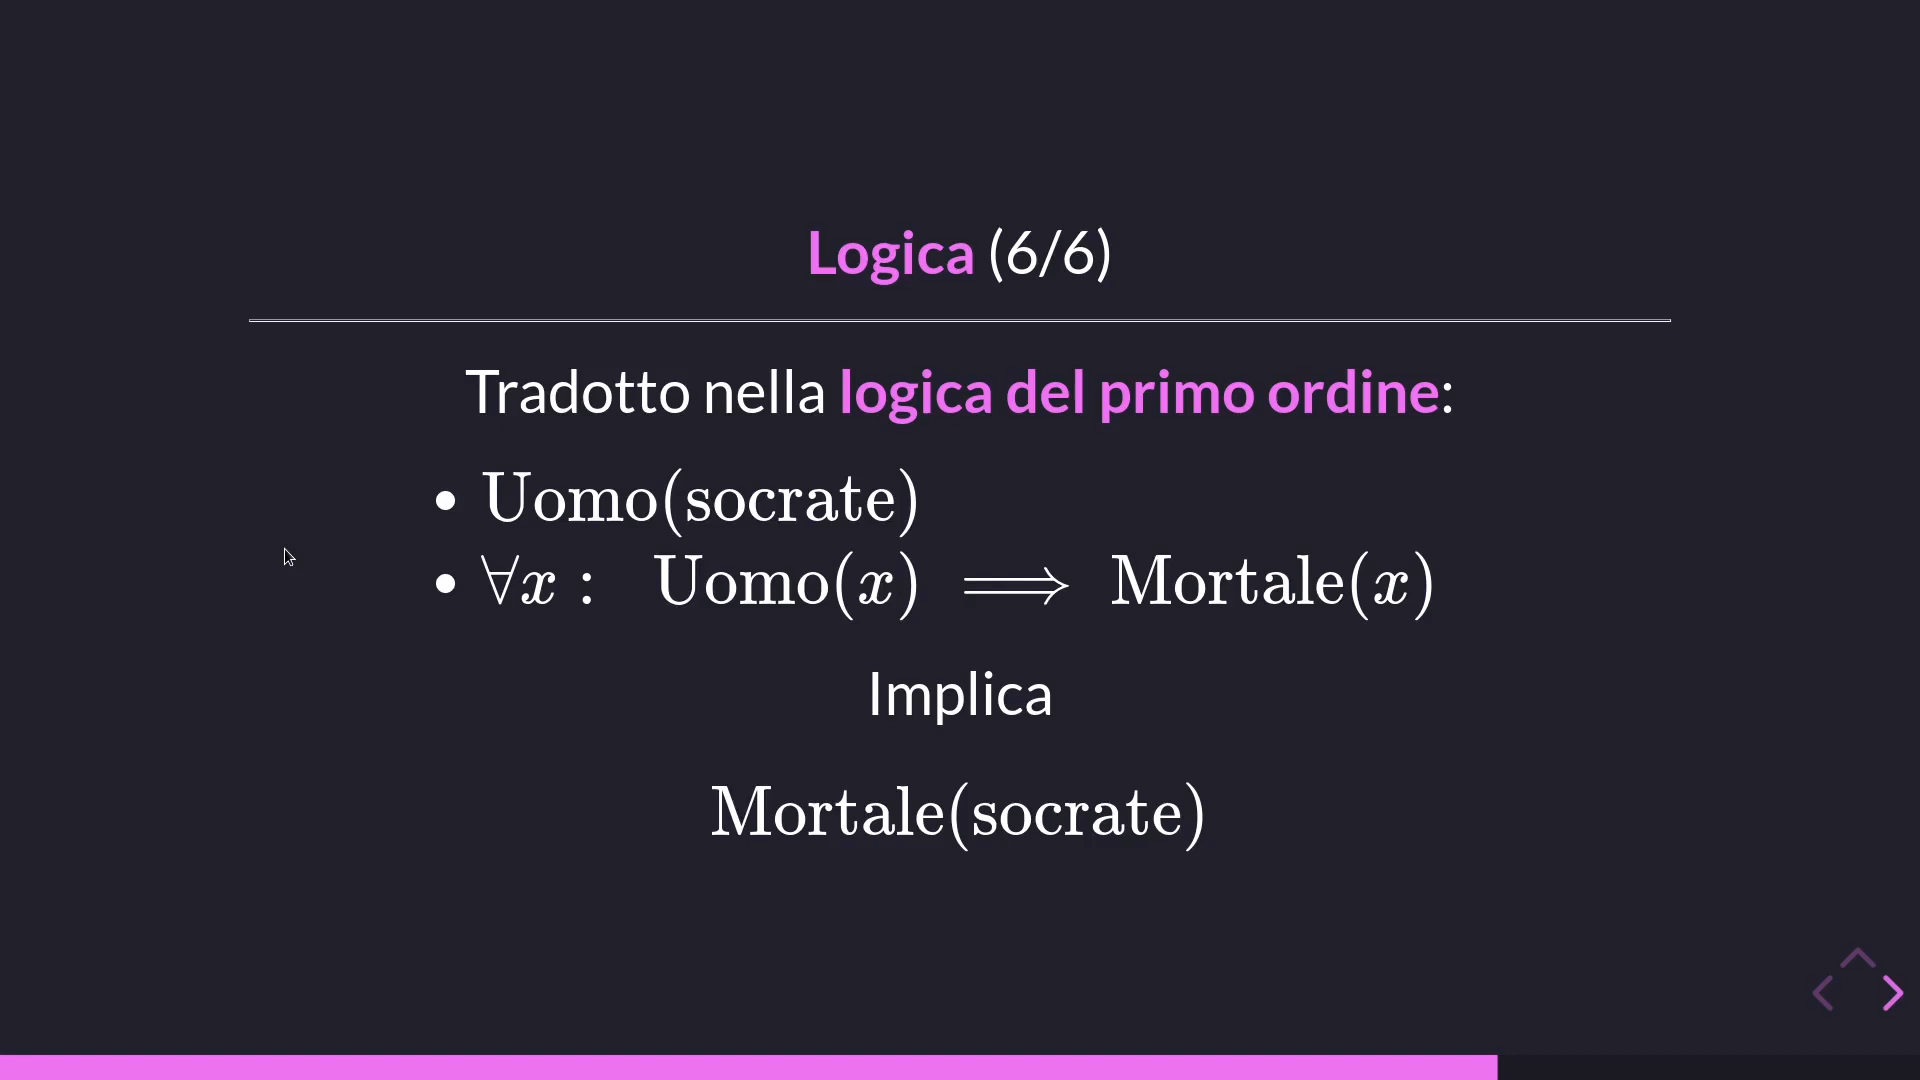 Logica (6/6)
Tradotto nella logica del primo ordine:
• Uomo(socrate)
• ∀x : Uomo(x) ⟹ Mortale(x)
Implica
Mortale(socrate)